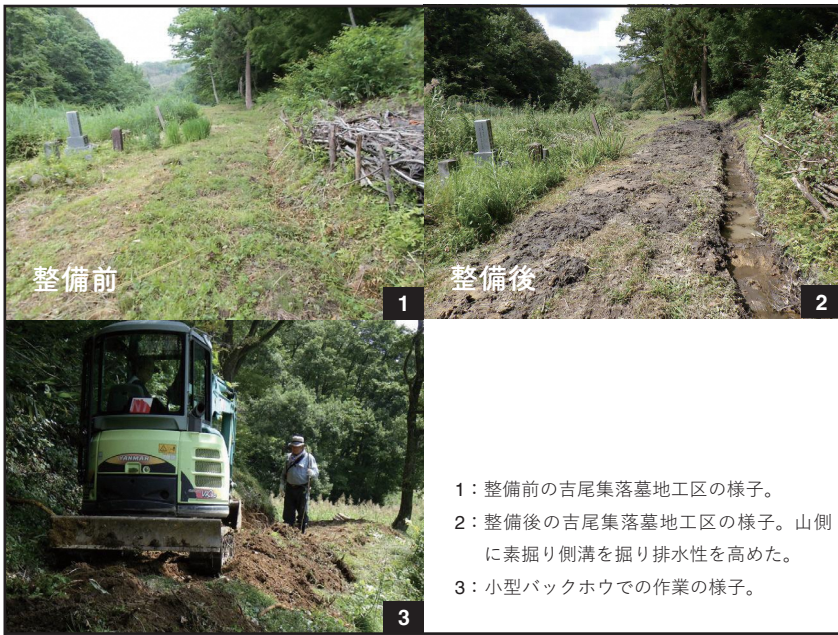 整備前
1
整備後
2
YANMAR
3
1：整備前の吉尾集落墓地工区の様子。
2：整備後の吉尾集落墓地工区の様子。山側
に素掘り側溝を掘り排水性を高めた。
3：小型バックホウでの作業の様子。